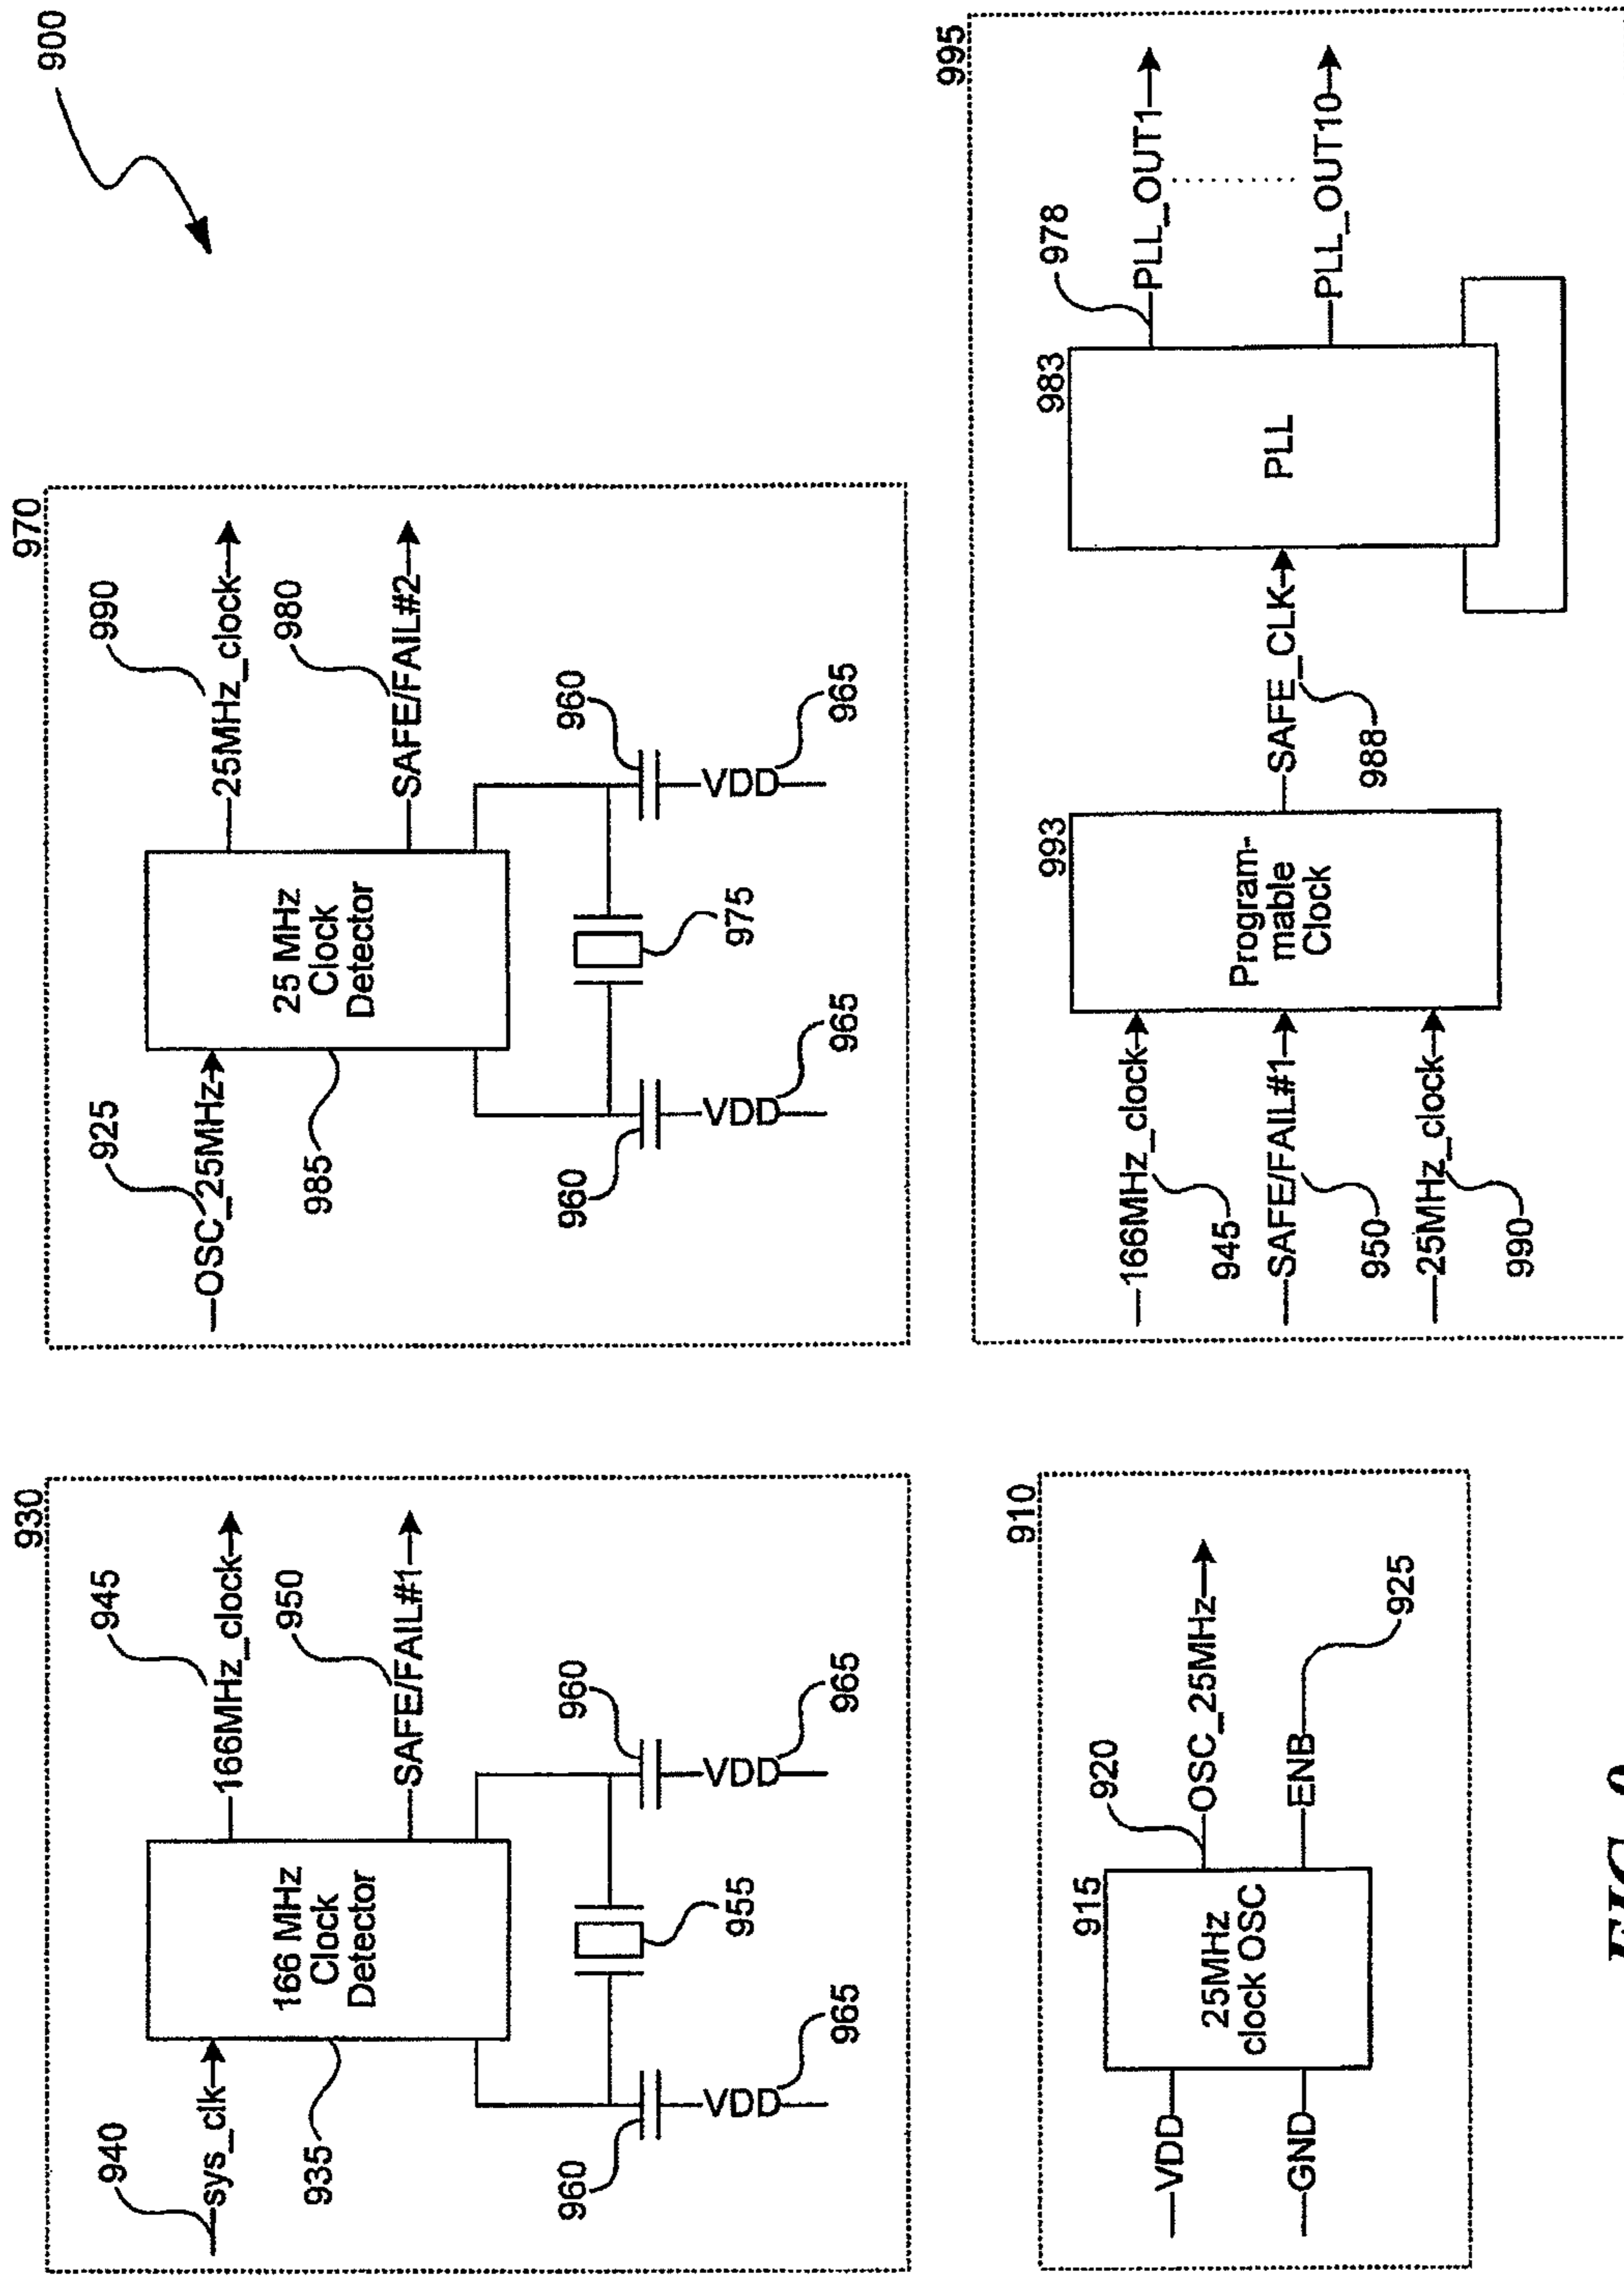 900
930
940
sys_clk
935
166 MHz
Clock
Detector
945
166MHz_clock
950
SAFE/FAIL#1
955
960
960
VDD
965
VDD
965
970
925
OSC_25MHz
985
25 MHz
Clock
Detector
990
25MHz_clock
980
SAFE/FAIL#2
975
960
960
VDD
965
VDD
965
910
915
VDD
GND
25MHz
clock OSC
920
OSC_25MHz
ENB
925
995
166MHz_clock
945
SAFE/FAIL#1
950
25MHz_clock
990
993
Program-
mable
Clock
SAFE_CLK
988
983
PLL
978
PLL_OUT1
PLL_OUT10
FIG. 9